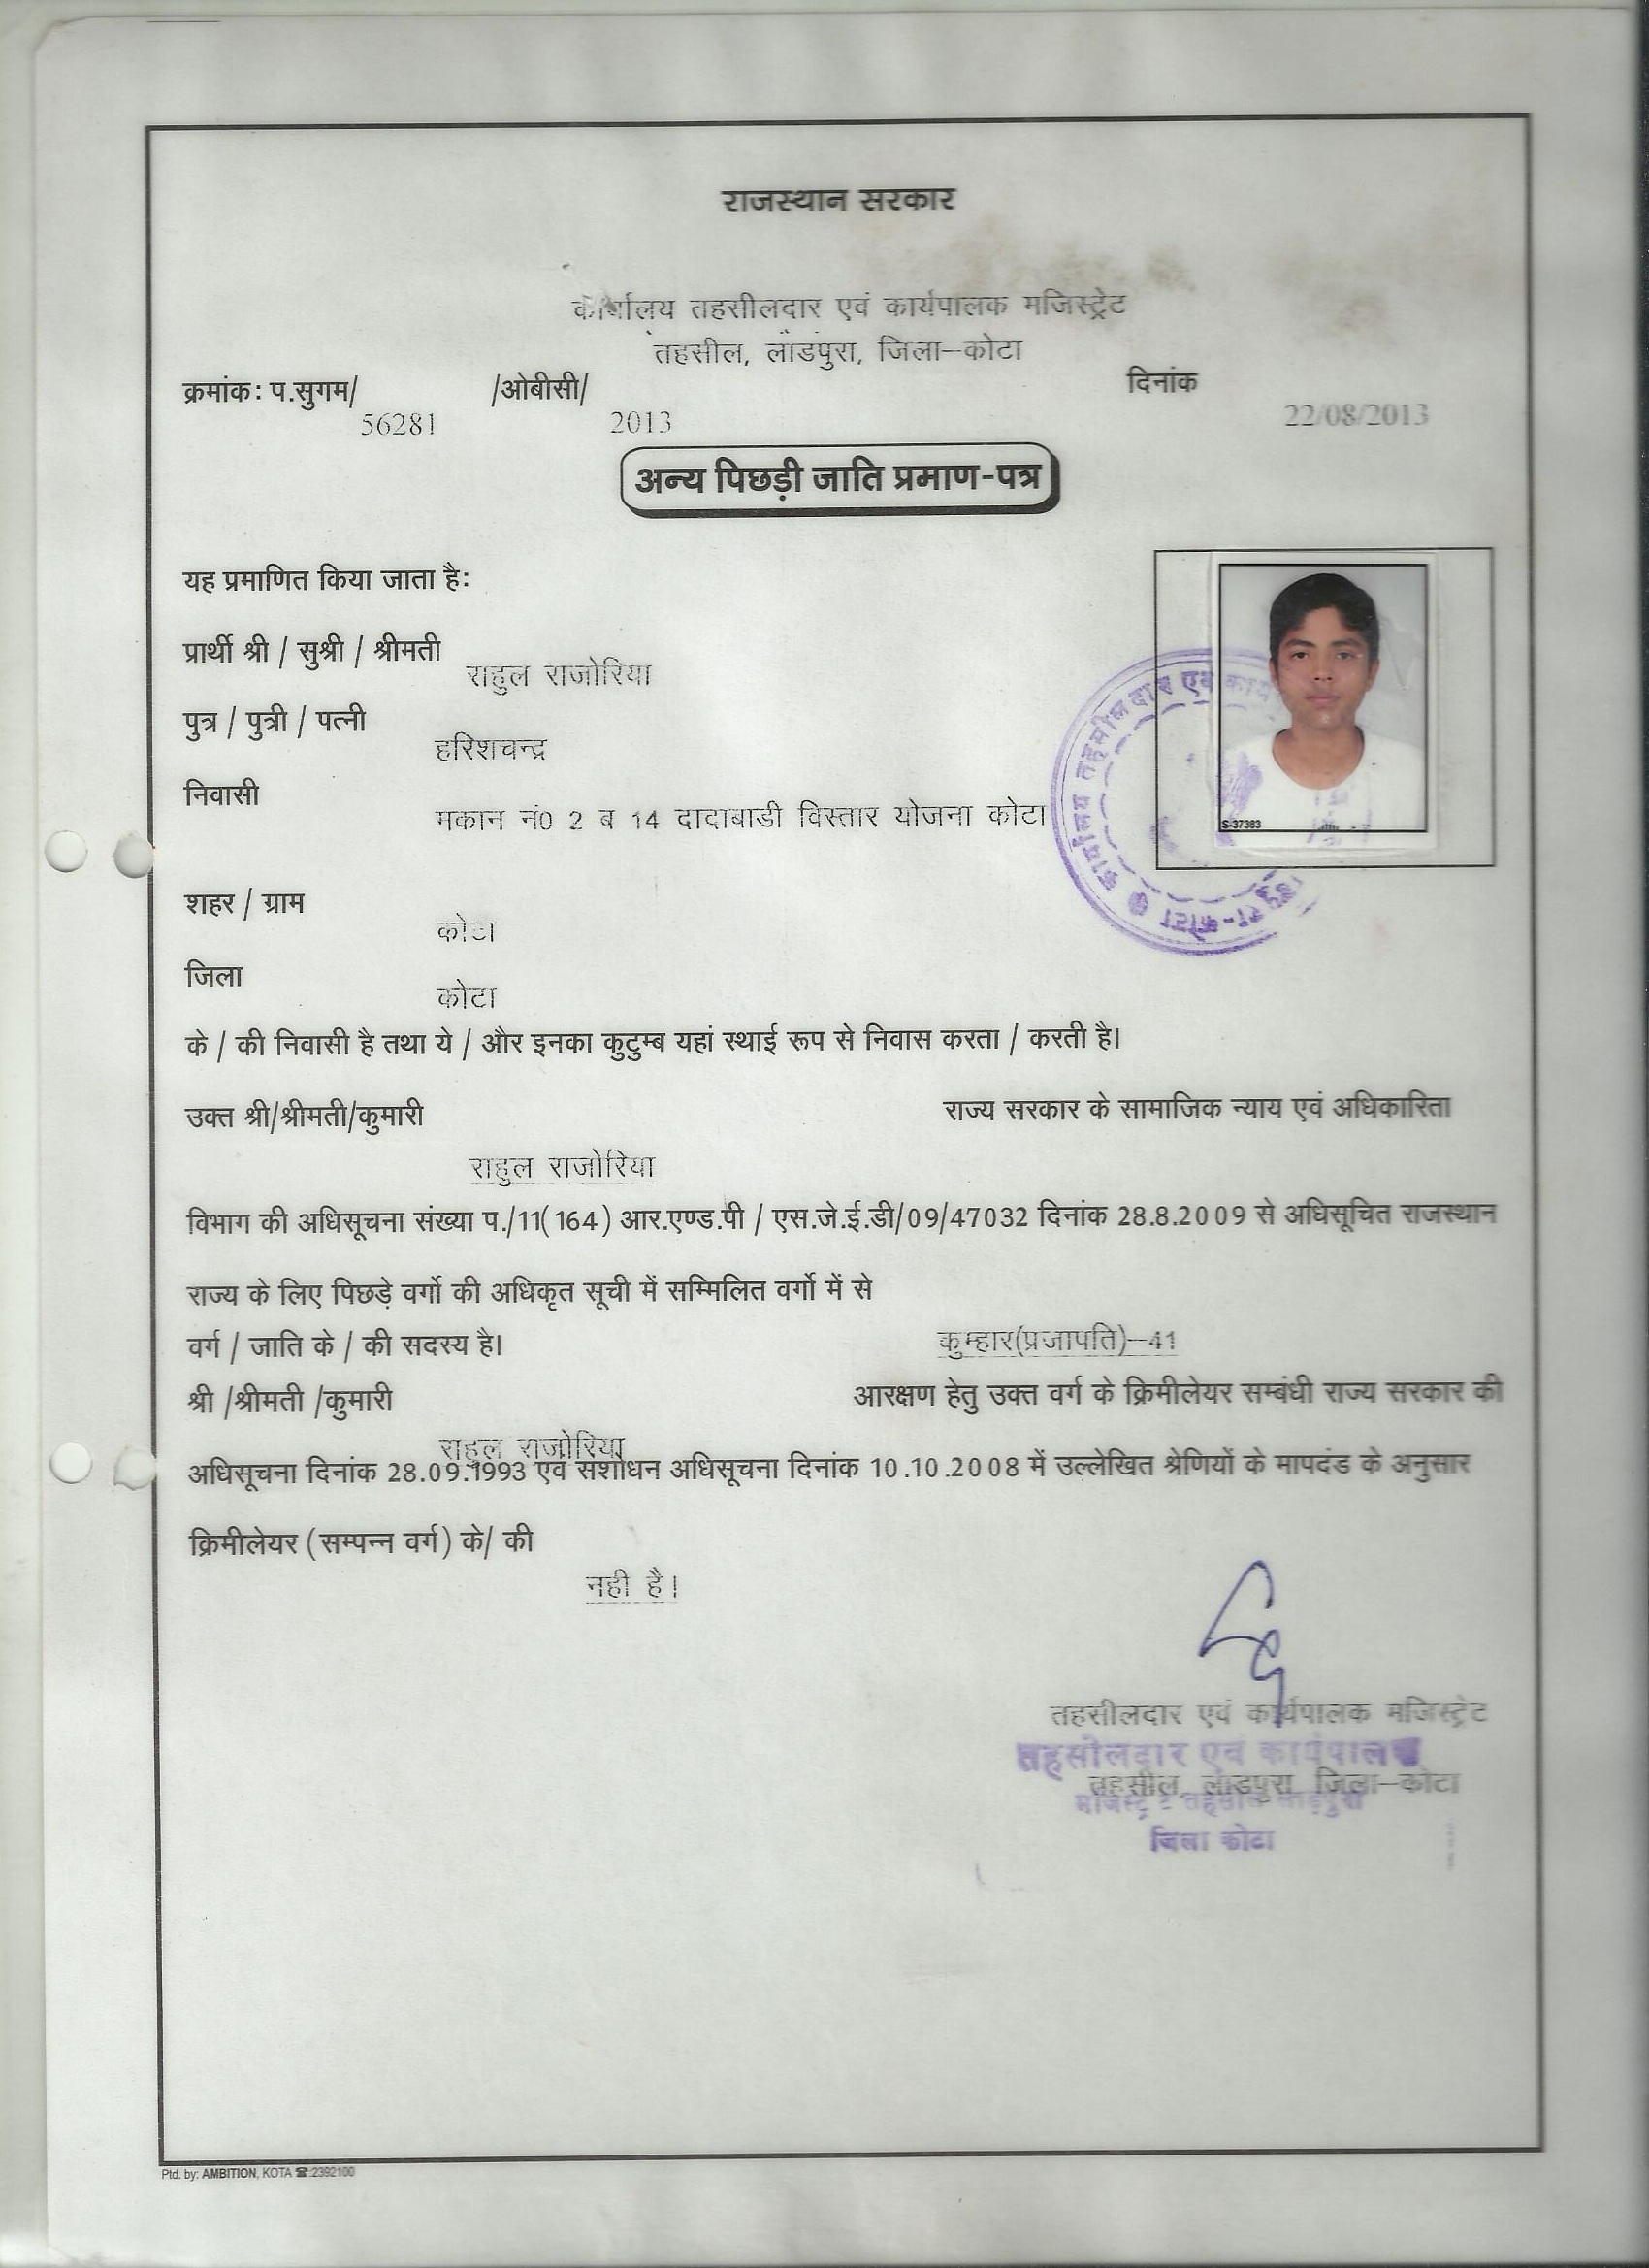 राजस्थान सरकार
कार्यालय तहसीलदार एवं कार्यपालक मजिस्ट्रेट
तहसील, लाडपुरा, जिला–कोटा
क्रमांक: प.सुगम/ 56281 /ओबीसी/ 2013 दिनांक 22/08/2013
अन्य पिछड़ी जाति प्रमाण-पत्र
यह प्रमाणित किया जाता है:
प्रार्थी श्री / सुश्री / श्रीमती राहुल राजोरिया
पुत्र / पुत्री / पत्नी हरिशचन्द्र
निवासी मकान नं0 2 ब 14 दादाबाडी विस्तार योजना कोटा
S-37363
कार्यालय तहसीलदार एवं
शहर / ग्राम कोटा
जिला कोटा
के / की निवासी है तथा ये / और इनका कुटुम्ब यहां स्थाई रूप से निवास करता / करती है।
उक्त श्री/श्रीमती/कुमारी राहुल राजोरिया राज्य सरकार के सामाजिक न्याय एवं अधिकारिता
विभाग की अधिसूचना संख्या प./11(164) आर.एण्ड.पी / एस.जे.ई.डी/09/47032 दिनांक 28.8.2009 से अधिसूचित राजस्थान
राज्य के लिए पिछड़े वर्गो की अधिकृत सूची में सम्मिलित वर्गो में से कुम्हार(प्रजापति)–41
वर्ग / जाति के / की सदस्य है।
श्री /श्रीमती /कुमारी राहुल राजोरिया आरक्षण हेतु उक्त वर्ग के क्रिमीलेयर सम्बंधी राज्य सरकार की
अधिसूचना दिनांक 28.09.1993 एवं संशोधन अधिसूचना दिनांक 10.10.2008 में उल्लेखित श्रेणियों के मापदंड के अनुसार
क्रिमीलेयर (सम्पन्न वर्ग) के/ की नही है।
तहसीलदार एवं कार्यपालक मजिस्ट्रेट
तहसीलदार एवं कार्यपालक
तहसील, लाडपुरा, जिला–कोटा
मजिस्ट्रेट तहसील लाडपुरा
जिला कोटा
Ptd. by: AMBITION, KOTA ☎:2392100